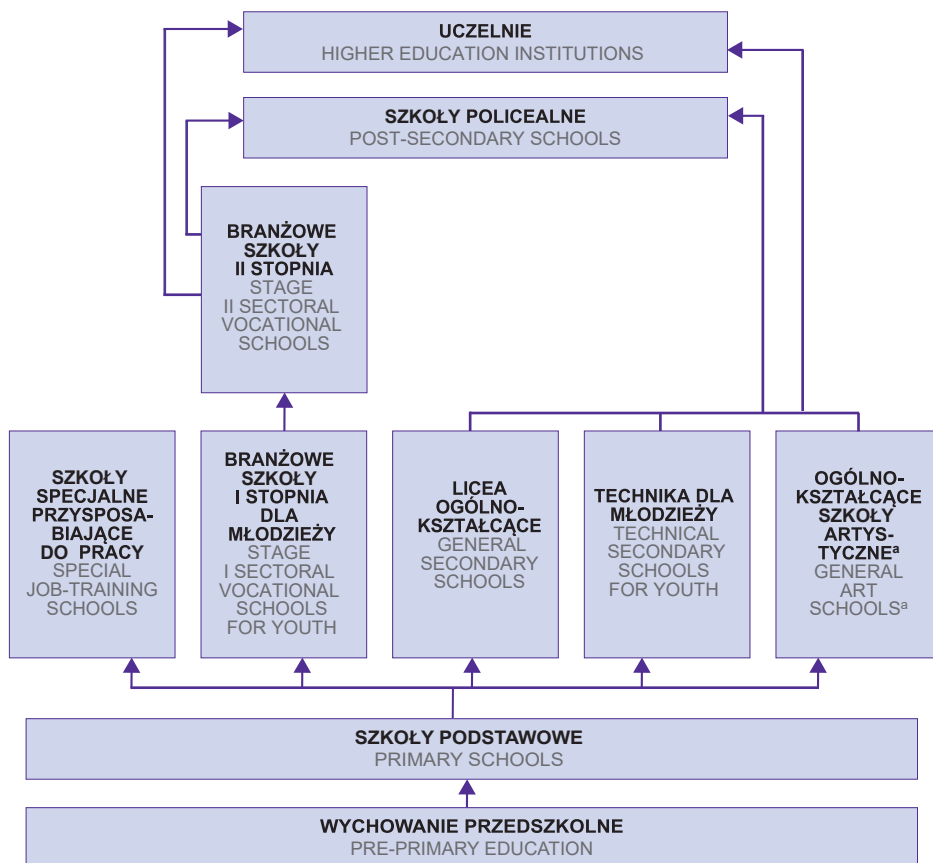 UCZELNIE
HIGHER EDUCATION INSTITUTIONS
SZKOŁY POLICEALNE
POST-SECONDARY SCHOOLS
BRANŻOWE
SZKOŁY
II STOPNIA
STAGE
II SECTORAL
VOCATIONAL
SCHOOLS
SZKOŁY
SPECJALNE
PRZYSPOSA-
BIAJĄCE
DO PRACY
SPECIAL
JOB-TRAINING
SCHOOLS
BRANŻOWE
SZKOŁY
I STOPNIA
DLA
MŁODZIEŻY
STAGE
I SECTORAL
VOCATIONAL
SCHOOLS
FOR YOUTH
LICEA
OGÓLNO-
KSZTAŁCĄCE
GENERAL
SECONDARY
SCHOOLS
TECHNIKA DLA
MŁODZIEŻY
TECHNICAL
SECONDARY
SCHOOLS
FOR YOUTH
OGÓLNO-
KSZTAŁCĄCE
SZKOŁY
ARTYS-
TYCZNEᵃ
GENERAL
ART
SCHOOLSᵃ
SZKOŁY PODSTAWOWE
PRIMARY SCHOOLS
WYCHOWANIE PRZEDSZKOLNE
PRE-PRIMARY EDUCATION